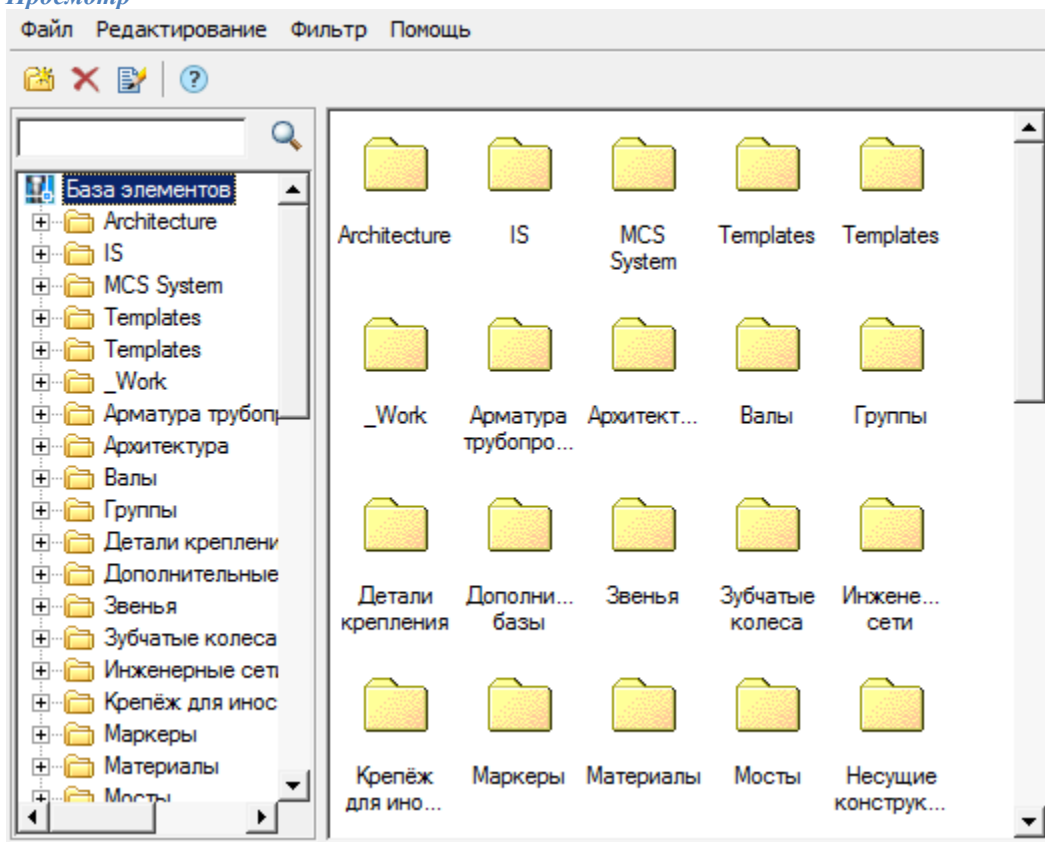 Просмотр
Файл Редактирование Фильтр Помощь
База элементов
Architecture
IS
MCS System
Templates
Templates
_Work
Арматура трубопр
Архитектура
Валы
Группы
Детали креплени
Дополнительные
Звенья
Зубчатые колеса
Инженерные сети
Крепёж для инос
Маркеры
Материалы
Мосты
Architecture IS MCS Templates Templates
System
_Work Арматура Архитект... Валы Группы
трубопро...
Детали Дополни... Звенья Зубчатые Инжене...
крепления базы колеса сети
Крепёж Маркеры Материалы Мосты Несущие
для ино... конструк...